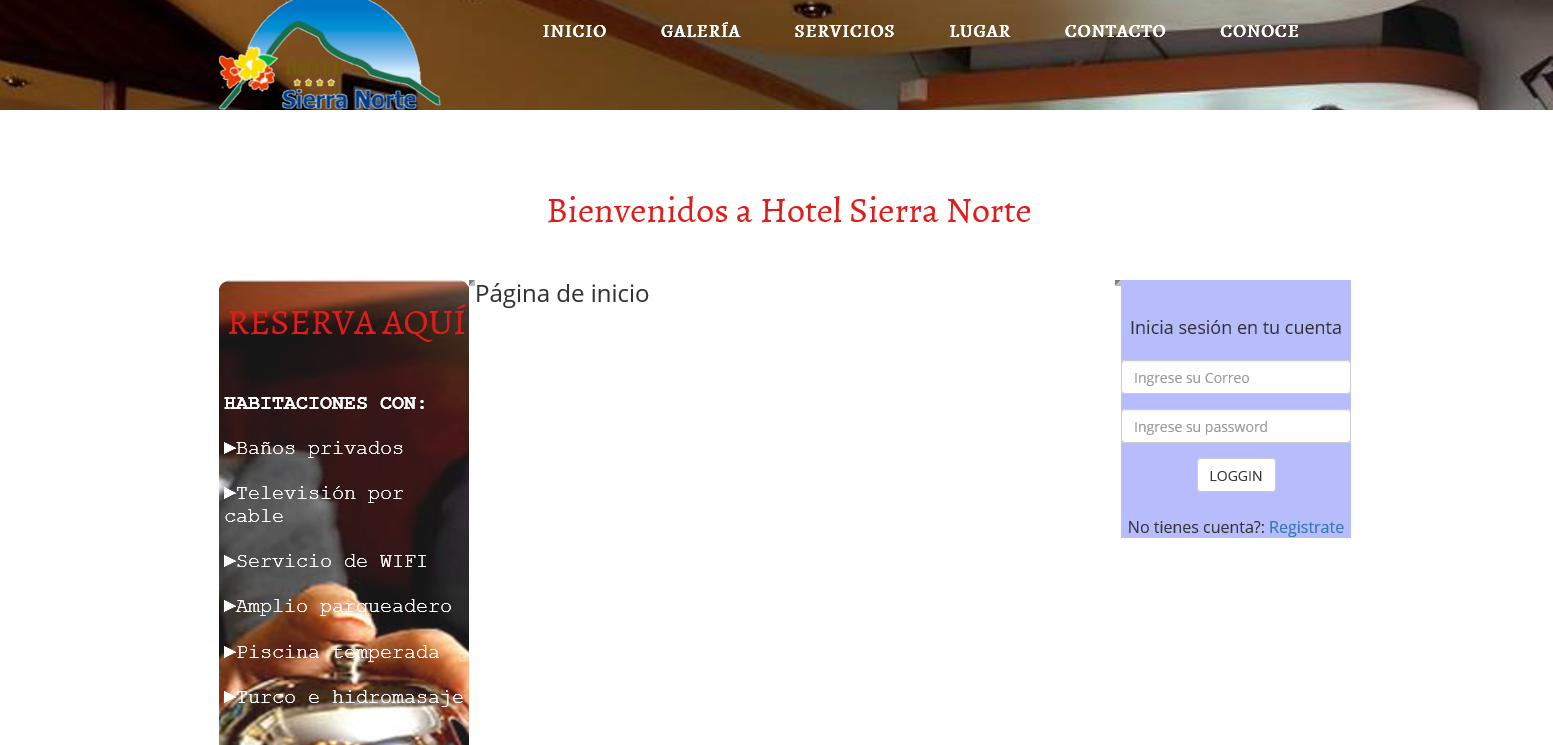 INICIO GALERÍA SERVICIOS LUGAR CONTACTO CONOCE
Sierra Norte
Bienvenidos a Hotel Sierra Norte
RESERVA AQUÍ
HABITACIONES CON:
►Baños privados
►Televisión por
cable
►Servicio de WIFI
►Amplio parqueadero
►Piscina temperada
►Turco e hidromasaje
Página de inicio
Inicia sesión en tu cuenta
Ingrese su Correo
Ingrese su password
LOGGIN
No tienes cuenta?: Registrate